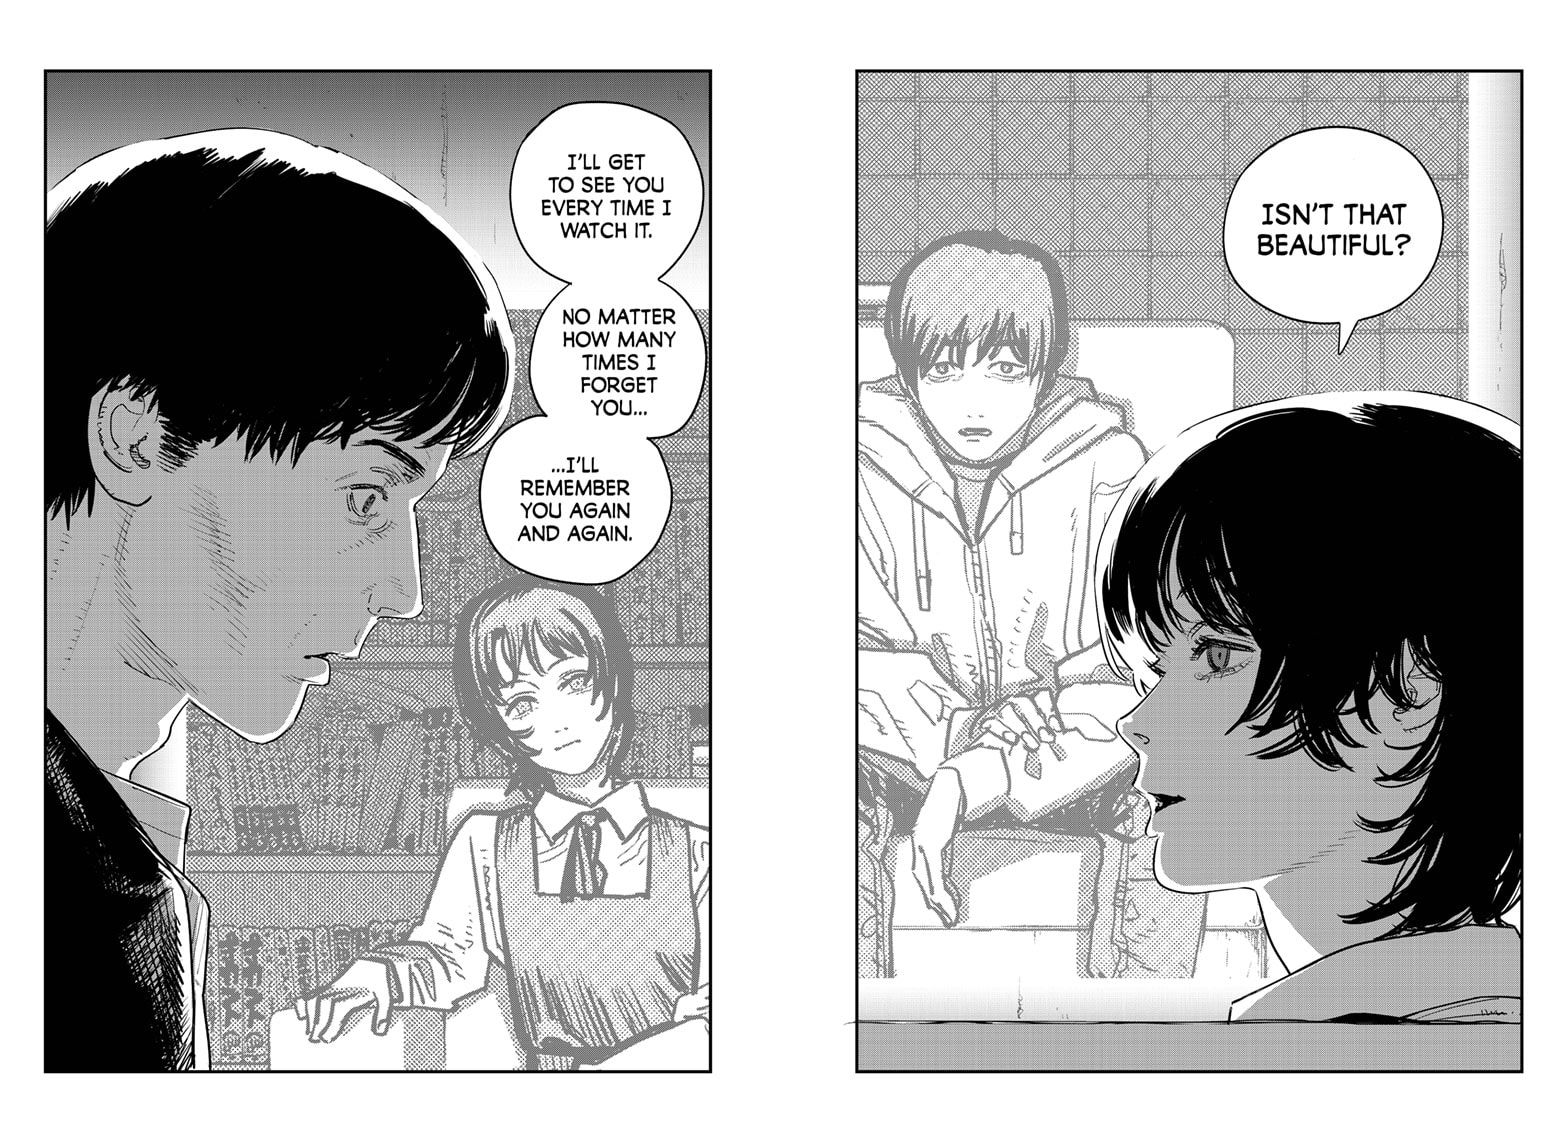 I'LL GET
TO SEE YOU
EVERY TIME I
WATCH IT.
NO MATTER
HOW MANY
TIMES I
FORGET
YOU...
...I'LL
REMEMBER
YOU AGAIN
AND AGAIN.
ISN'T THAT
BEAUTIFUL?